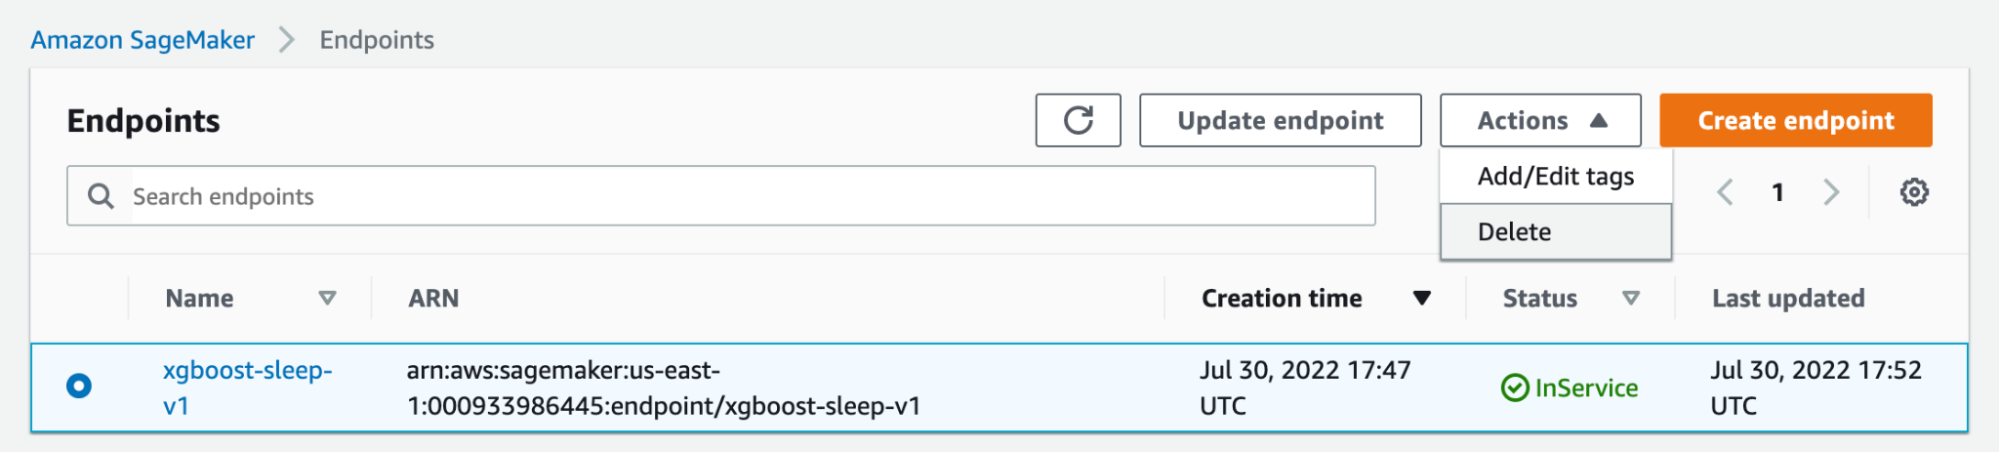 Amazon SageMaker > Endpoints
Endpoints
Update endpoint
Actions
Create endpoint
Add/Edit tags
Delete
Search endpoints
1
Name ARN Creation time Status Last updated
xgboost-sleep-
v1
arn:aws:sagemaker:us-east-
1:000933986445:endpoint/xgboost-sleep-v1
Jul 30, 2022 17:47
UTC
InService
Jul 30, 2022 17:52
UTC